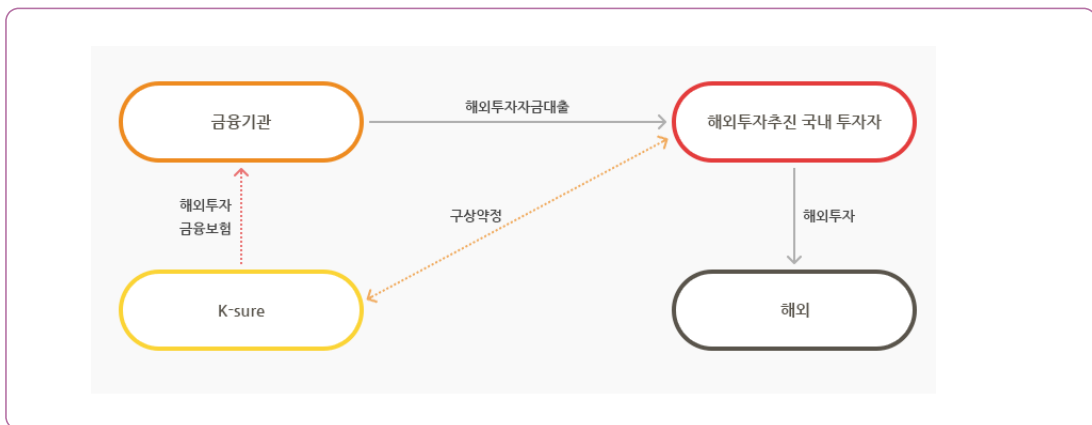 금융기관
해외투자자금대출
해외투자추진 국내 투자자
해외투자
금융보험
구상약정
해외투자
K-sure
해외